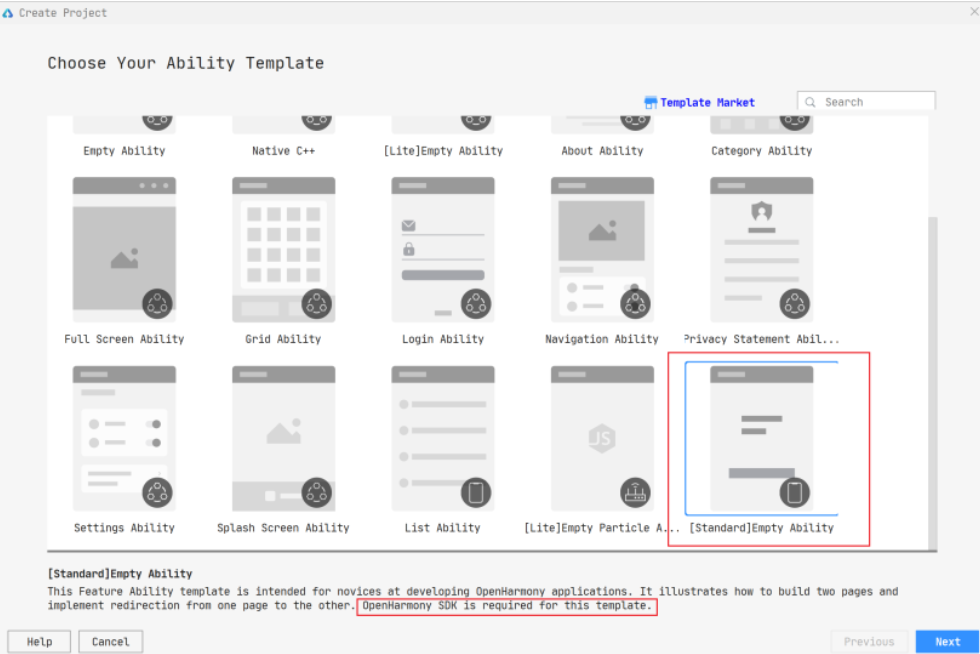 Create Project
Choose Your Ability Template
Template Market
Search
Empty Ability
Native C++
[Lite]Empty Ability
About Ability
Category Ability
Full Screen Ability
Grid Ability
Login Ability
Navigation Ability
Privacy Statement Abil...
JS
Settings Ability
Splash Screen Ability
List Ability
[Lite]Empty Particle A...
[Standard]Empty Ability
[Standard]Empty Ability
This Feature Ability template is intended for novices at developing OpenHarmony applications. It illustrates how to build two pages and
implement redirection from one page to the other. OpenHarmony SDK is required for this template.
Help
Cancel
Previous
Next